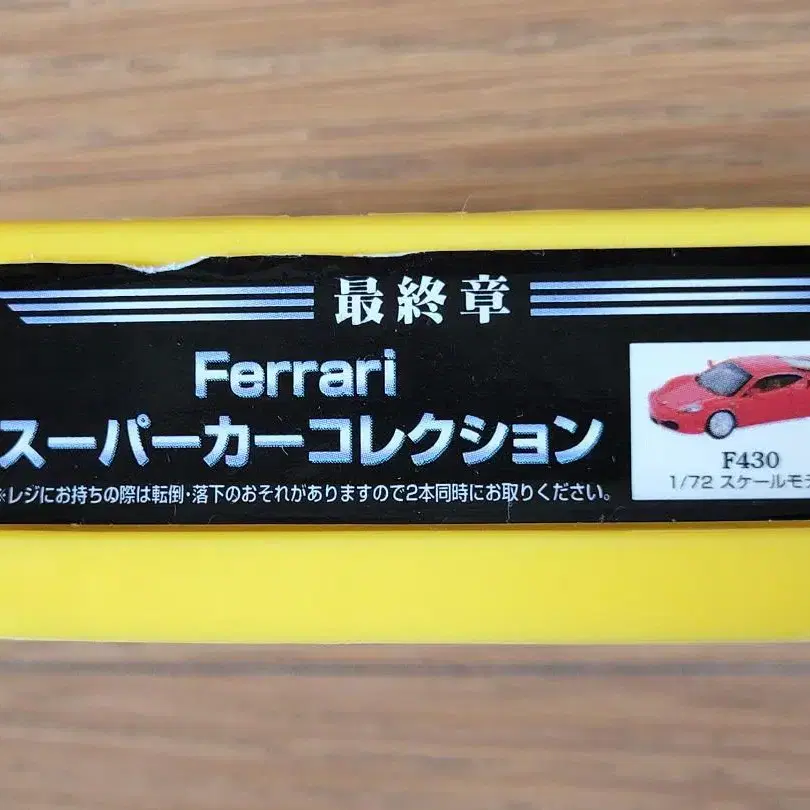 最終章
Ferrari
スーパーカーコレクション
※レジにお持ちの際は転倒・落下のおそれがありますので2本同時にお取りください。
F430
1/72 スケールモデ